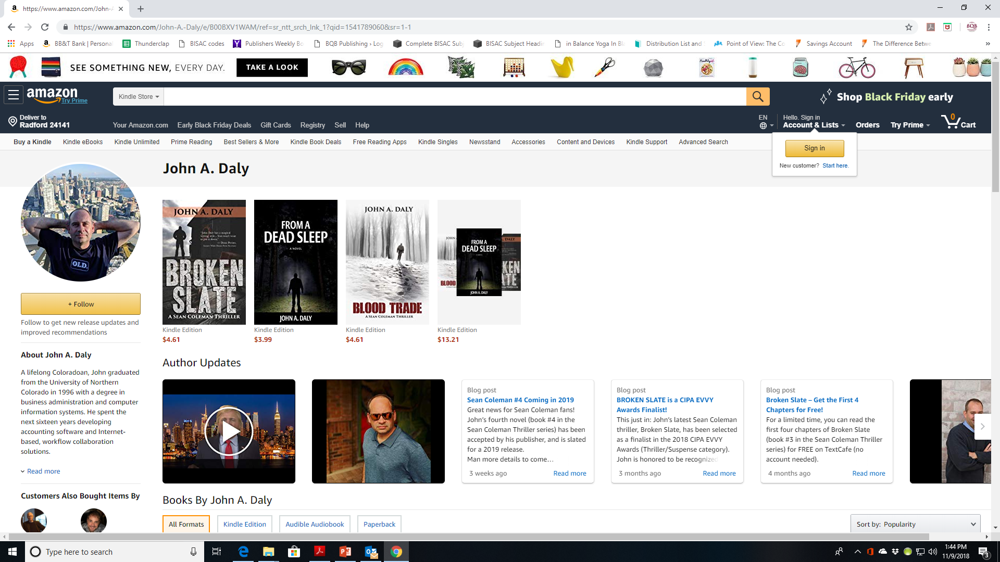 https://www.amazon.com/John-A
https://www.amazon.com/John-A.-Daly/e/B00BXV1WAM/ref=sr_ntt_srch_lnk_1?qid=1541789060&sr=1-1
Apps BB&T Bank | Personal Thunderclap BISAC codes Publishers Weekly Bo BQB Publishing › Log Complete BISAC Subj BISAC Subject Headin in Balance Yoga In Bl Distribution List and Point of View: The Co Savings Account The Difference Betwe
SEE SOMETHING NEW, EVERY DAY. TAKE A LOOK
amazon
Try Prime
Kindle Store
Shop Black Friday early
Deliver to
Radford 24141
Your Amazon.com Early Black Friday Deals Gift Cards Registry Sell Help
EN
Hello. Sign in
Account & Lists Orders Try Prime 0 Cart
Buy a Kindle Kindle eBooks Kindle Unlimited Prime Reading Best Sellers & More Kindle Book Deals Free Reading Apps Kindle Singles Newsstand Accessories Content and Devices Kindle Support Advanced Search
Sign in
New customer? Start here.
John A. Daly
OLD.
+ Follow
Follow to get new release updates and
improved recommendations
About John A. Daly
A lifelong Coloradoan, John graduated
from the University of Northern
Colorado in 1996 with a degree in
business administration and computer
information systems. He spent the
next sixteen years developing
accounting software and Internet-
based, workflow collaboration
solutions.
Read more
Customers Also Bought Items By
JOHN A. DALY
BROKEN
SLATE
A SEAN COLEMAN THRILLER
Kindle Edition
$4.61
FROM A
DEAD SLEEP
A NOVEL
JOHN A. DALY
Kindle Edition
$3.99
JOHN A. DALY
BLOOD TRADE
A SEAN COLEMAN THRILLER
Kindle Edition
$4.61
FROM A
DEAD SLEEP
JOHN A. DALY
BLOOD
KEN
ATE
Kindle Edition
$13.21
Author Updates
Blog post
Sean Coleman #4 Coming in 2019
Great news for Sean Coleman fans!
John’s fourth novel (book #4 in the
Sean Coleman Thriller series) has been
accepted by his publisher, and is slated
for a 2019 release.
Man more details to come…
3 weeks ago Read more
Blog post
BROKEN SLATE is a CIPA EVVY
Awards Finalist!
This just in: John’s latest Sean Coleman
thriller, Broken Slate, has been selected
as a finalist in the 2018 CIPA EVVY
Awards (Thriller/Suspense category).
John is honored to be recognized
3 months ago Read more
Blog post
Broken Slate – Get the First 4
Chapters for Free!
For a limited time, you can read the
first four chapters of Broken Slate
(book #3 in the Sean Coleman Thriller
series) for FREE on TextCafe (no
account needed).
4 months ago Read more
Books By John A. Daly
All Formats Kindle Edition Audible Audiobook Paperback
Sort by: Popularity
Type here to search
1:44 PM
11/9/2018
3